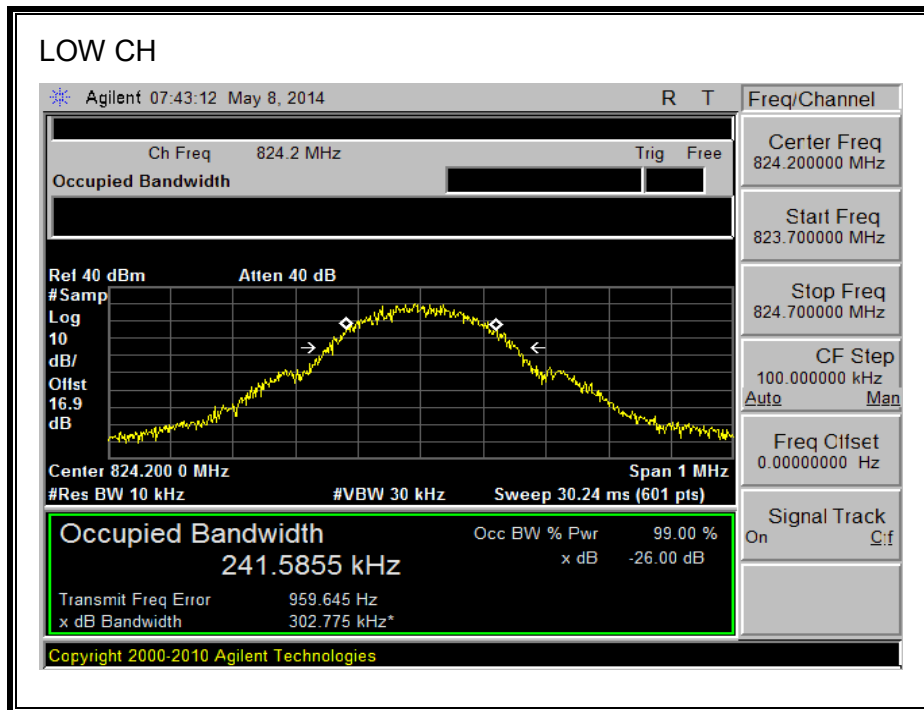 LOW CH
Agilent 07:43:12 May 8, 2014 R T
Freq/Channel
Ch Freq 824.2 MHz Trig Free
Occupied Bandwidth
Center Freq
824.200000 MHz
Start Freq
823.700000 MHz
Stop Freq
824.700000 MHz
CF Step
100.000000 kHz
Auto Man
Freq Offset
0.00000000 Hz
Signal Track
On Off
Ref 40 dBm Atten 40 dB
#Samp
Log
10
dB/
Offst
16.9
dB
Center 824.200 0 MHz Span 1 MHz
#Res BW 10 kHz #VBW 30 kHz Sweep 30.24 ms (601 pts)
Occupied Bandwidth
241.5855 kHz
Occ BW % Pwr 99.00 %
x dB -26.00 dB
Transmit Freq Error 959.645 Hz
x dB Bandwidth 302.775 kHz*
Copyright 2000-2010 Agilent Technologies